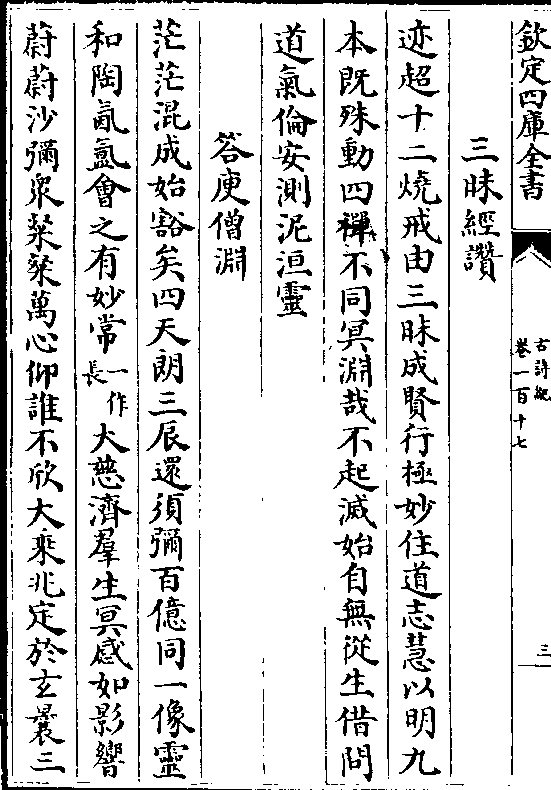 欽定四庫全書
古詩紀
卷一百十七
三
三昧經讚
迹超十二燒戒由三昧成賢行極妙住道志慧以明九
本既殊動四禪不同冥淵哉不起滅始自無從生借問
道氣倫安測泥洹靈
答庾僧淵
茫茫混成始豁矣四天朗三辰還須彌百億同一像靈
和陶氤氳會之有妙常一作長大慈濟羣生冥感如影響
蔚蔚沙彌衆粲粲萬心仰誰不欣大乘兆定於玄曩三